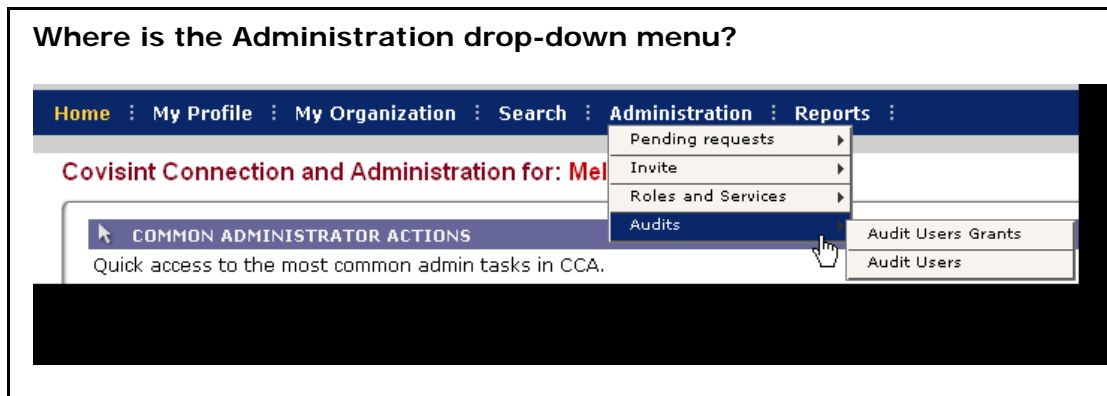 Where is the Administration drop-down menu?
Home ⋮ My Profile ⋮ My Organization ⋮ Search ⋮ Administration ⋮ Reports ⋮
Pending requests
Covisint Connection and Administration for: Mel
Invite
Roles and Services
Audits
COMMON ADMINISTRATOR ACTIONS
Audit Users Grants
Quick access to the most common admin tasks in CCA.
Audit Users